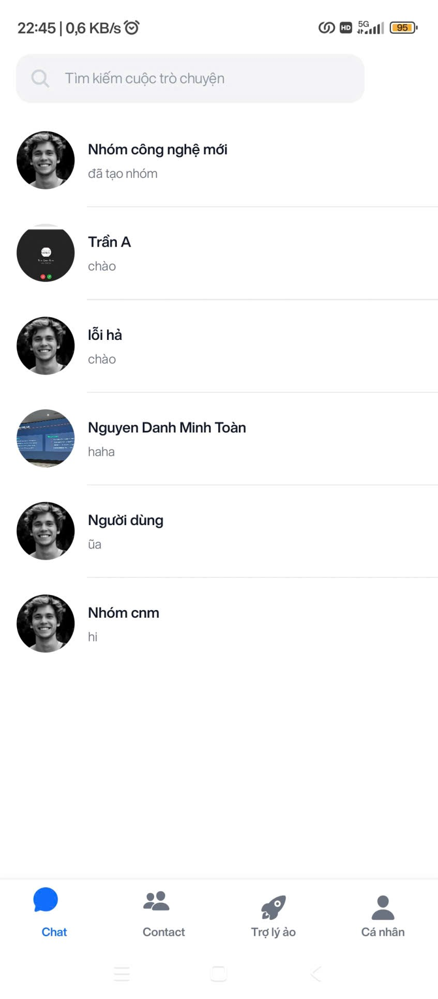 22:45 | 0,6 KB/s
HD 5G 95
Tìm kiếm cuộc trò chuyện
Nhóm công nghệ mới
đã tạo nhóm
Trần A
chào
lỗi hả
chào
Nguyen Danh Minh Toàn
haha
Người dùng
ũa
Nhóm cnm
hi
Chat
Contact
Trợ lý ảo
Cá nhân